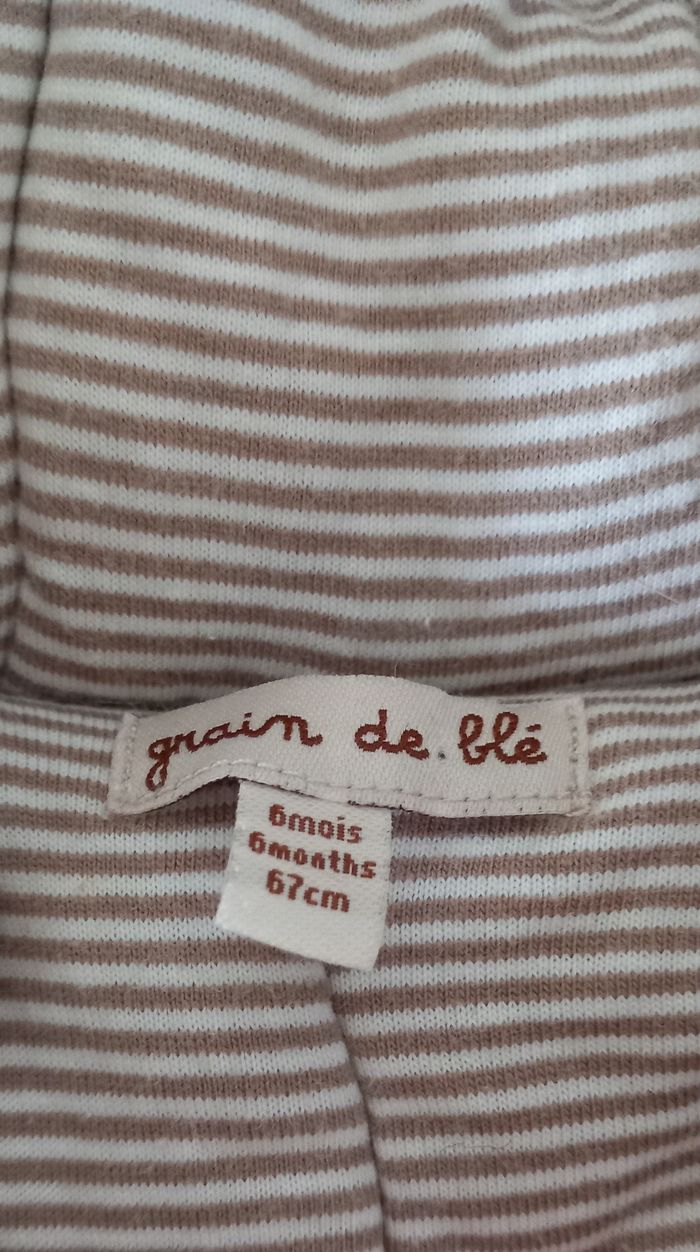 grain de blé
6mois
6months
67cm